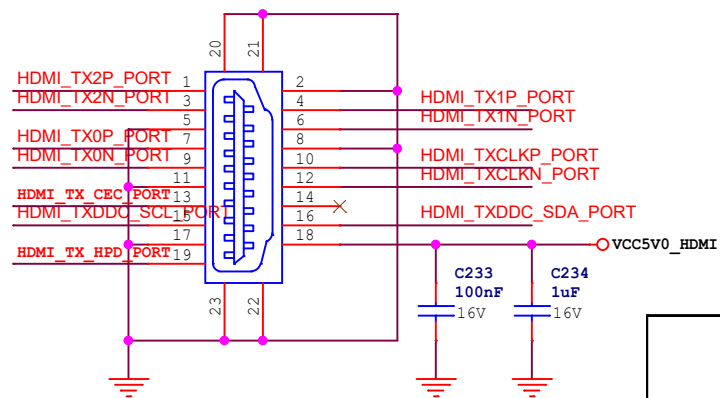 20
21
HDMI_TX2P_PORT 1
2
HDMI_TX2N_PORT 3
4 HDMI_TX1P_PORT
5
6 HDMI_TX1N_PORT
HDMI_TX0P_PORT 7
8
HDMI_TX0N_PORT 9
10 HDMI_TXCLKP_PORT
11
12 HDMI_TXCLKN_PORT
HDMI_TX_CEC_PORT 13
14
HDMI_TXDDC_SCL_PORT 15
16 HDMI_TXDDC_SDA_PORT
17
18 VCC5V0_HDMI
HDMI_TX_HPD_PORT 19
C233
100nF
16V
C234
1uF
16V
23
22